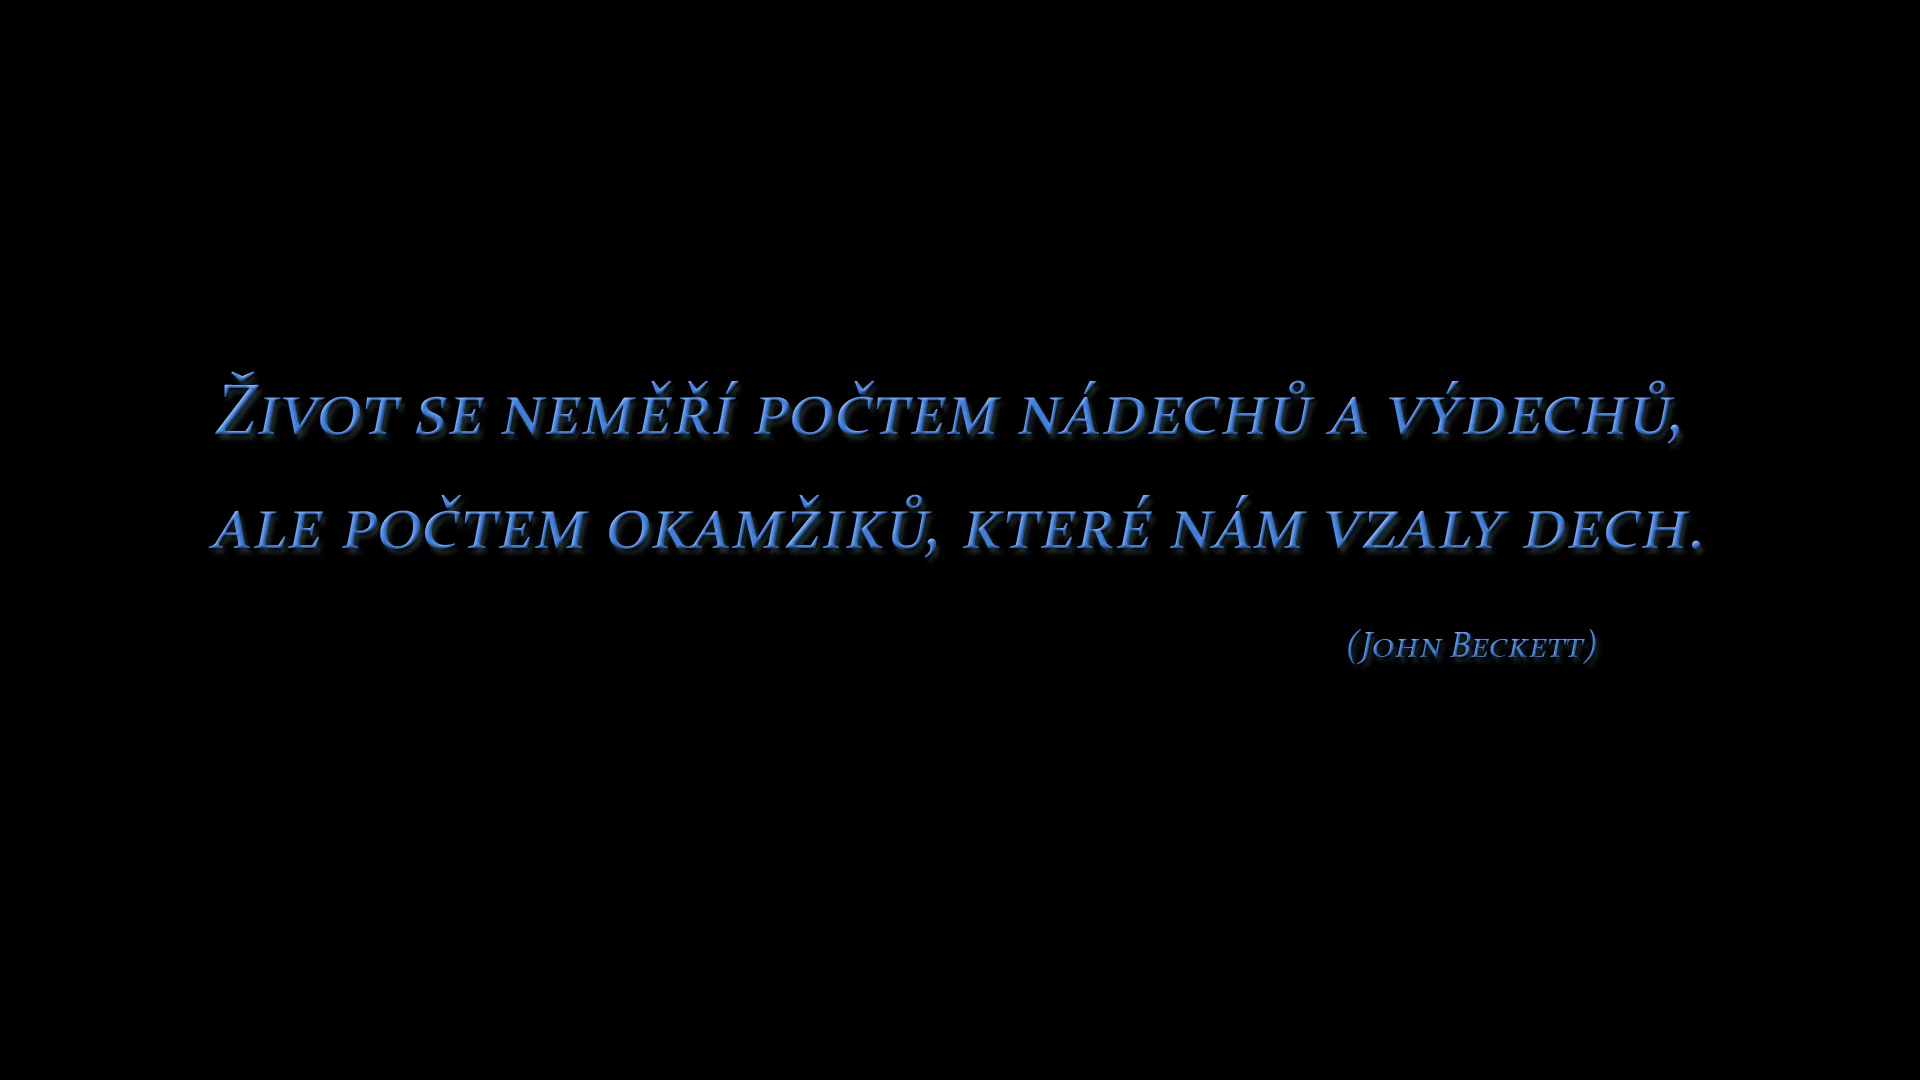 Život se neměří počtem nádechů a výdechů,
ale počtem okamžiků, které nám vzaly dech.
(John Beckett)